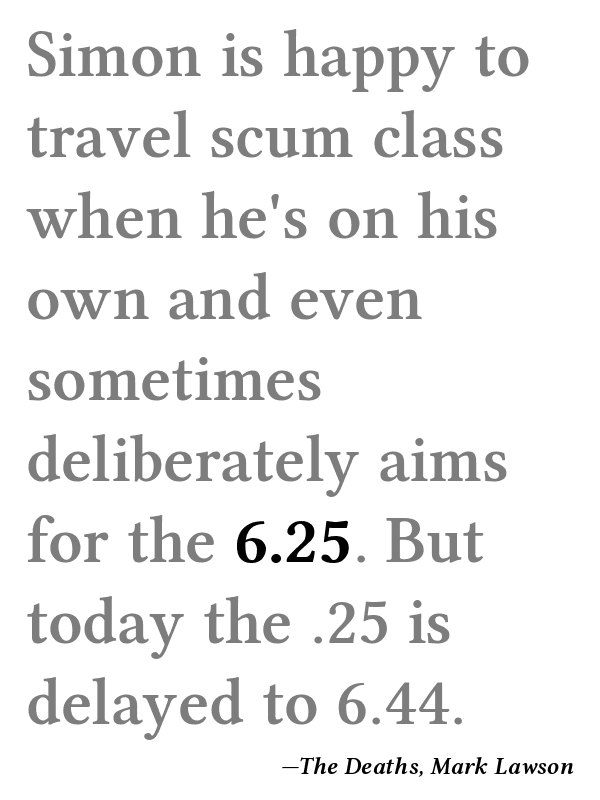 Simon is happy to
travel scum class
when he's on his
own and even
sometimes
deliberately aims
for the 6.25. But
today the .25 is
delayed to 6.44.
—The Deaths, Mark Lawson